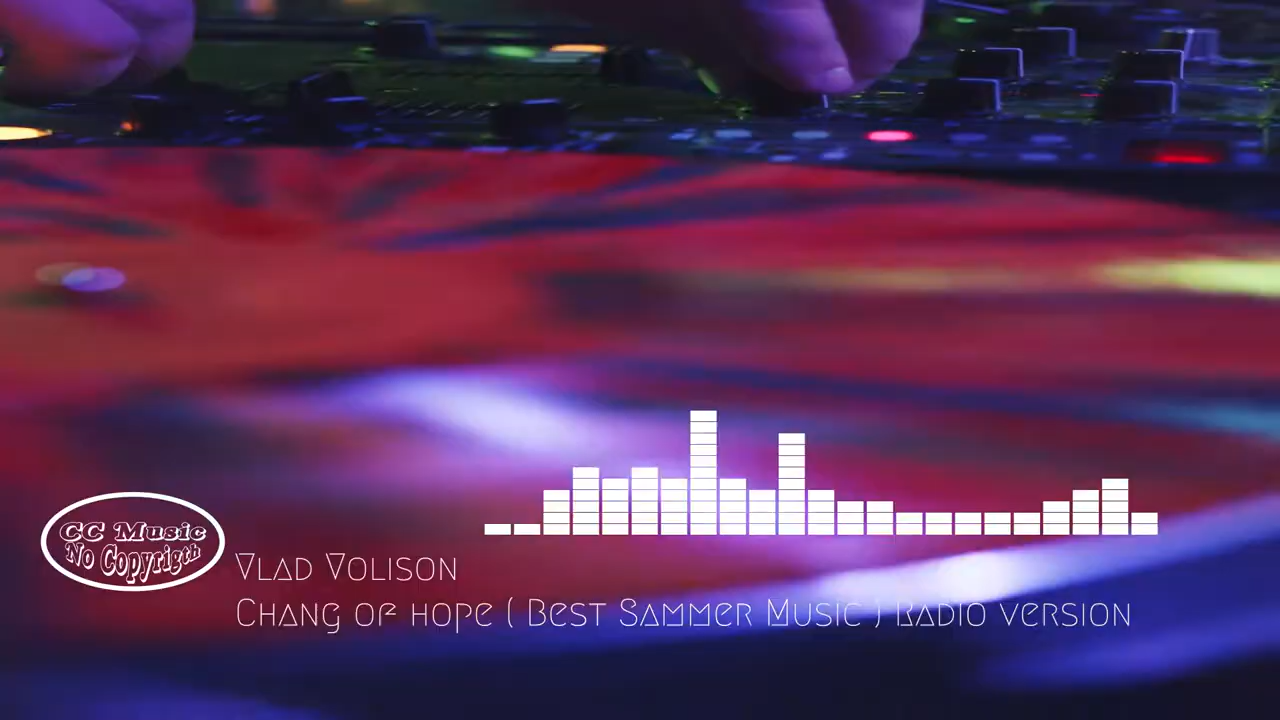 CC Music
No Copyrigth
Vlad Volison
Chang of hope ( Best Sammer Music ) Radio version